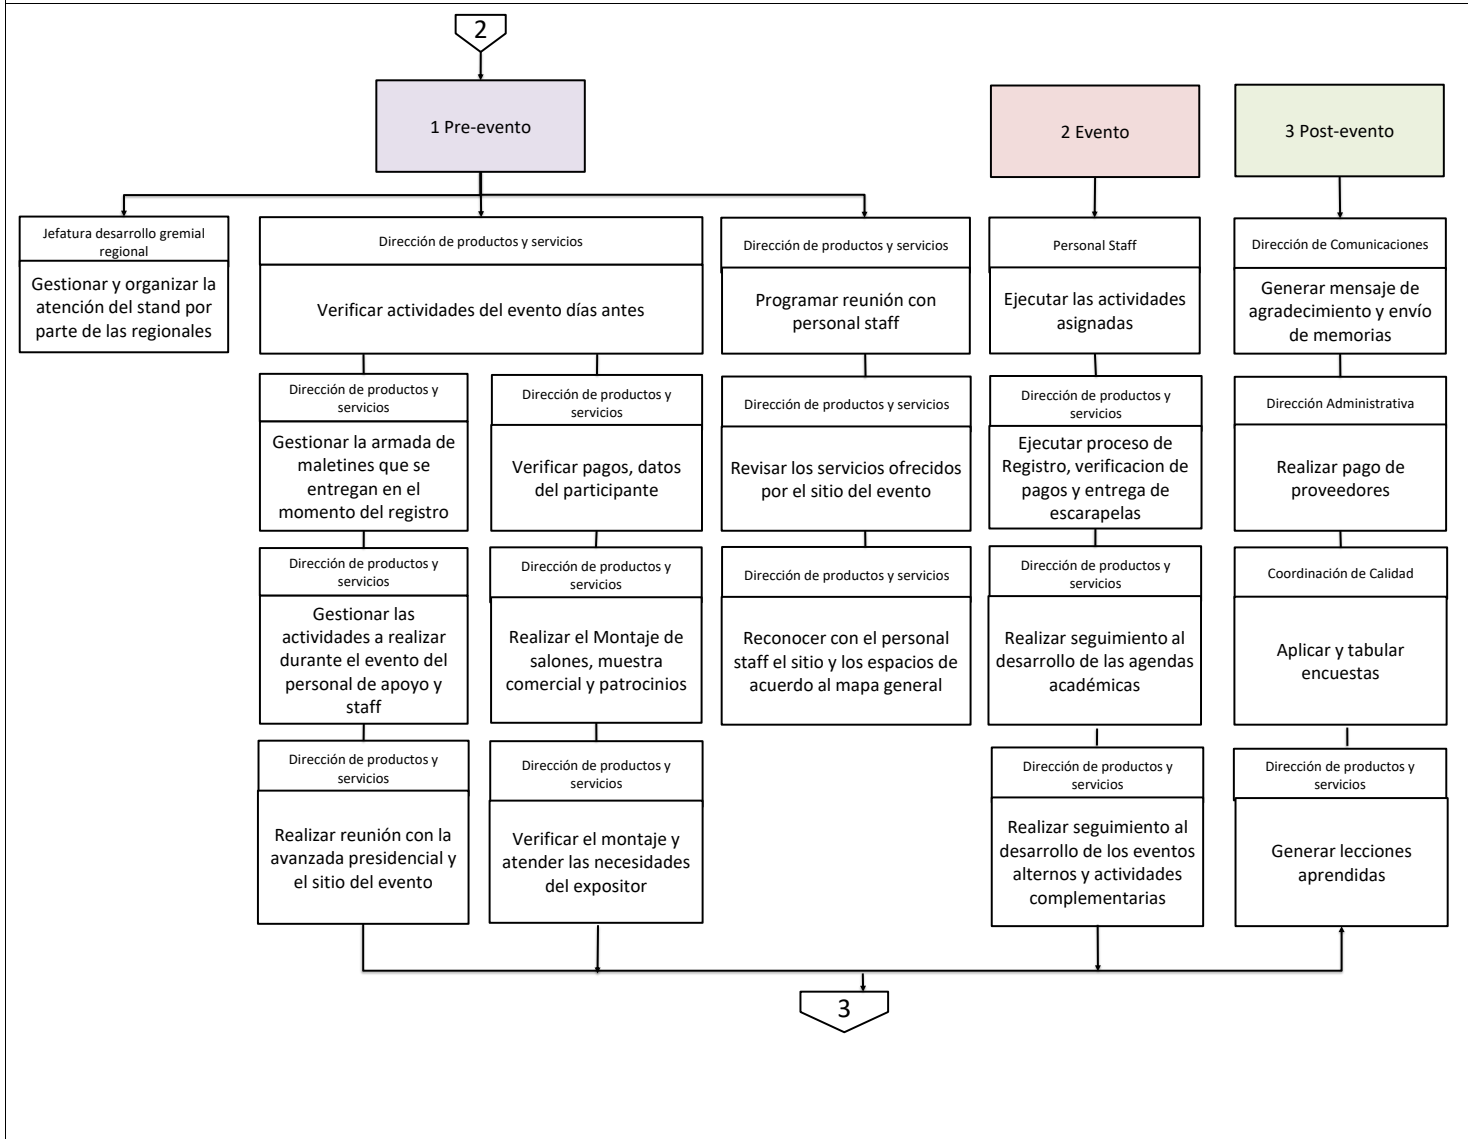 2
1 Pre-evento
2 Evento
3 Post-evento
Jefatura desarrollo gremial
regional
Gestionar y organizar la
atención del stand por
parte de las regionales
Dirección de productos y servicios
Verificar actividades del evento días antes
Dirección de productos y servicios
Programar reunión con
personal staff
Personal Staff
Ejecutar las actividades
asignadas
Dirección de Comunicaciones
Generar mensaje de
agradecimiento y envío
de memorias
Dirección de productos y
servicios
Gestionar la armada de
maletines que se
entregan en el
momento del registro
Dirección de productos y
servicios
Verificar pagos, datos
del participante
Dirección de productos y servicios
Revisar los servicios ofrecidos
por el sitio del evento
Dirección de productos y
servicios
Ejecutar proceso de
Registro, verificacion de
pagos y entrega de
escarapelas
Dirección Administrativa
Realizar pago de
proveedores
Dirección de productos y
servicios
Gestionar las
actividades a realizar
durante el evento del
personal de apoyo y
staff
Dirección de productos y
servicios
Realizar el Montaje de
salones, muestra
comercial y patrocinios
Dirección de productos y servicios
Reconocer con el personal
staff el sitio y los espacios de
acuerdo al mapa general
Dirección de productos y
servicios
Realizar seguimiento al
desarrollo de las agendas
académicas
Coordinación de Calidad
Aplicar y tabular
encuestas
Dirección de productos y
servicios
Realizar reunión con la
avanzada presidencial y
el sitio del evento
Dirección de productos y
servicios
Verificar el montaje y
atender las necesidades
del expositor
Dirección de productos y
servicios
Realizar seguimiento al
desarrollo de los eventos
alternos y actividades
complementarias
Dirección de productos y
servicios
Generar lecciones
aprendidas
3